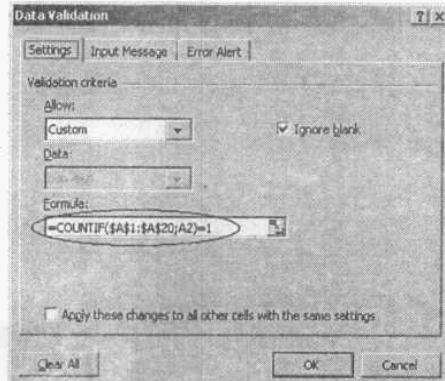 Data Validation
Settings Input Message Error Alert
Validation criteria
Allow:
Custom Ignore blank
Data:
Formula:
=COUNTIF($A$1:$A$20;A2)=1
Apply these changes to all other cells with the same settings
Clear All OK Cancel